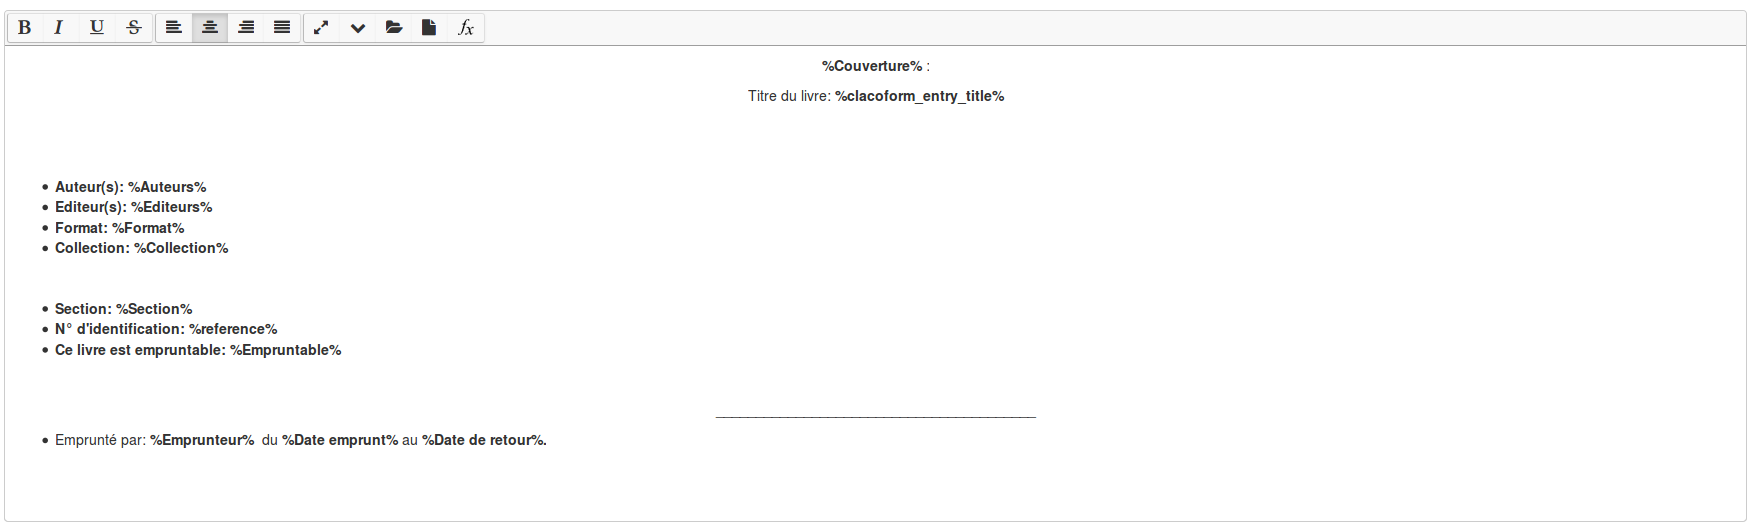 B I U S fx
%Couverture% :
Titre du livre: %clacoform_entry_title%
• Auteur(s): %Auteurs%
• Editeur(s): %Editeurs%
• Format: %Format%
• Collection: %Collection%
• Section: %Section%
• N° d'identification: %reference%
• Ce livre est empruntable: %Empruntable%
________________________________________
• Emprunté par: %Emprunteur%  du %Date emprunt% au %Date de retour%.